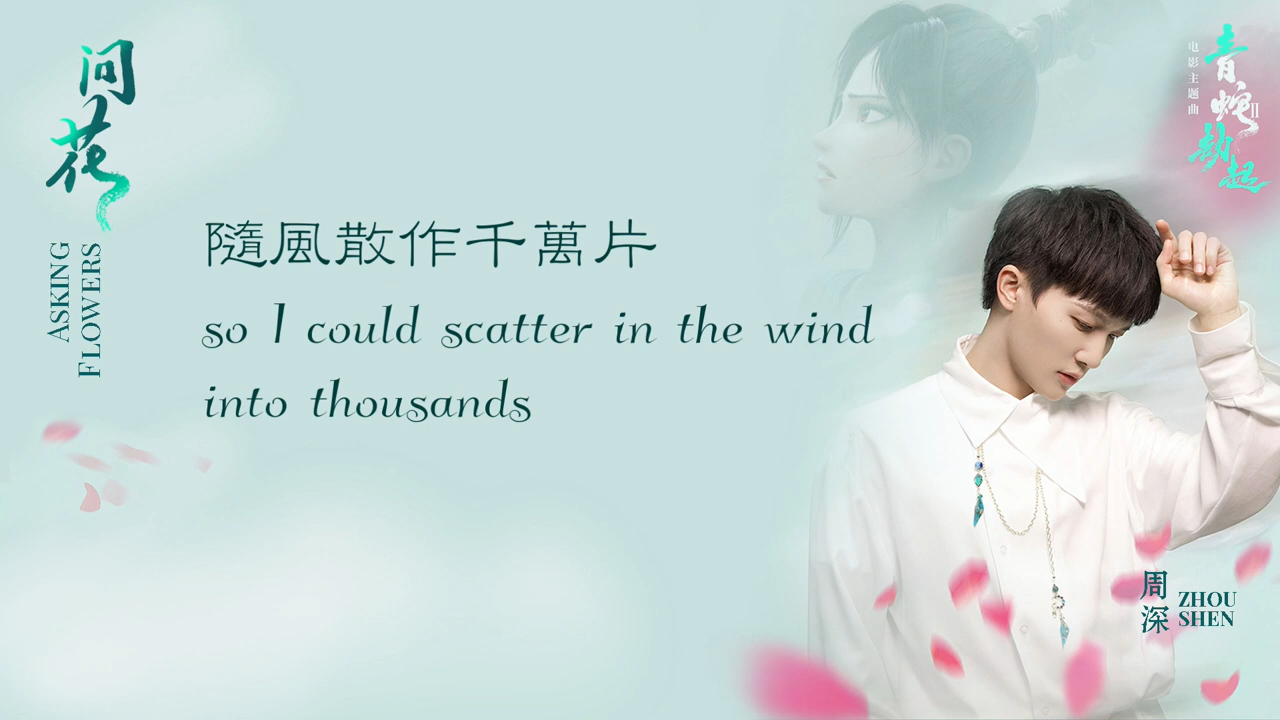 问花
ASKING
FLOWERS
隨風散作千萬片
so I could scatter in the wind
into thousands
电影主题曲
青蛇劫起
II
周深
ZHOU
SHEN